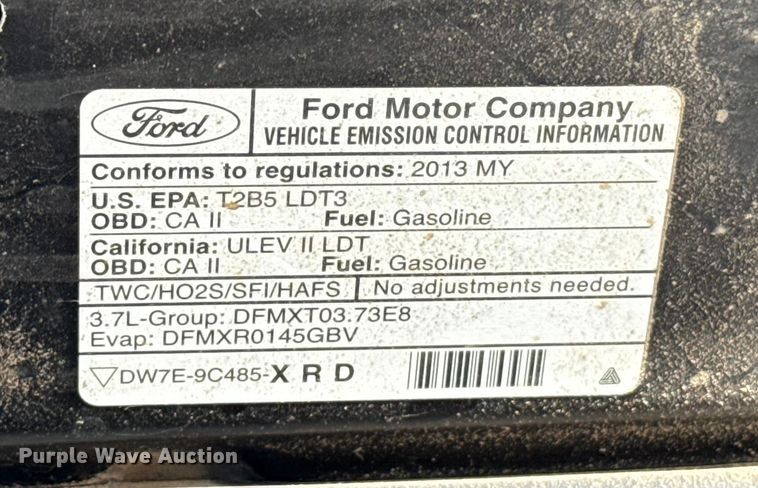 Ford
Ford Motor Company
VEHICLE EMISSION CONTROL INFORMATION
Conforms to regulations: 2013 MY
U.S. EPA: T2B5 LDT3
OBD: CA II Fuel: Gasoline
California: ULEV II LDT
OBD: CA II Fuel: Gasoline
TWC/HO2S/SFI/HAFS No adjustments needed.
3.7L-Group: DFMXT03.73E8
Evap: DFMXR0145GBV
DW7E-9C485-X R D
Purple Wave Auction